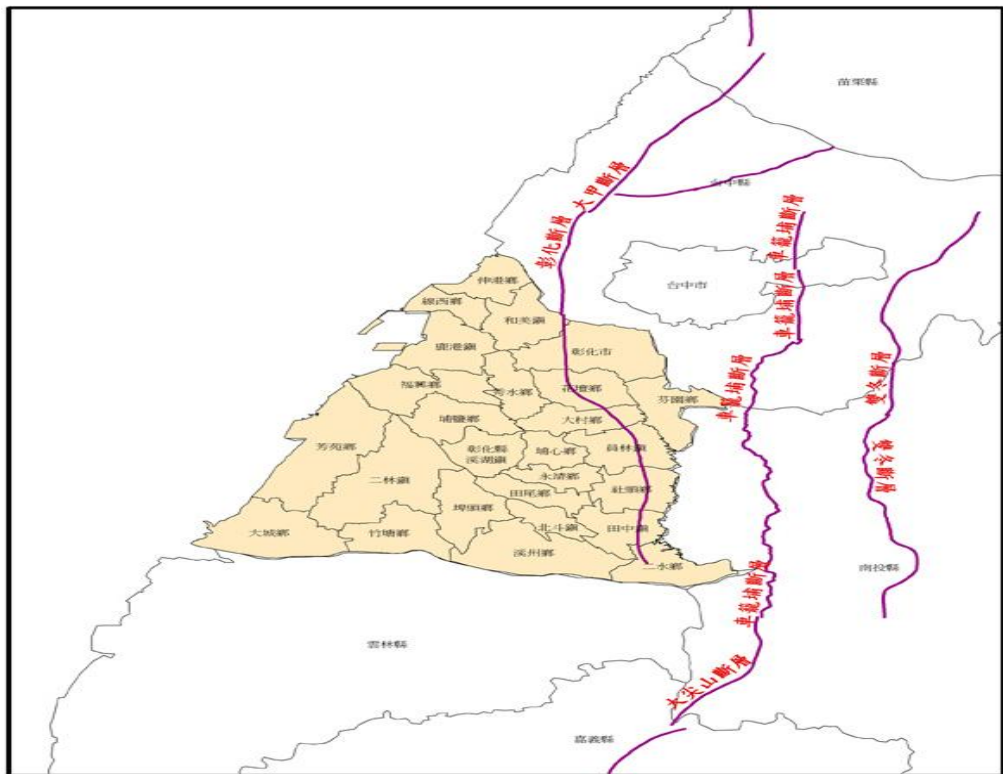 苗栗縣
台中縣
大甲斷層
彰化斷層
車籠埔斷層
台中市
車籠埔斷層
伸港鄉
線西鄉
和美鎮
鹿港鎮
彰化市
福興鄉
秀水鄉
花壇鄉
芬園鄉
車籠埔斷層
雙冬斷層
埔鹽鄉
大村鄉
芳苑鄉
彰化縣
溪湖鎮
埔心鄉
員林鎮
雙冬斷層
二林鎮
永靖鄉
田尾鄉
社頭鄉
埤頭鄉
大城鄉
竹塘鄉
北斗鎮
田中鎮
溪州鄉
二水鄉
車籠埔斷層
南投縣
雲林縣
大尖山斷層
嘉義縣